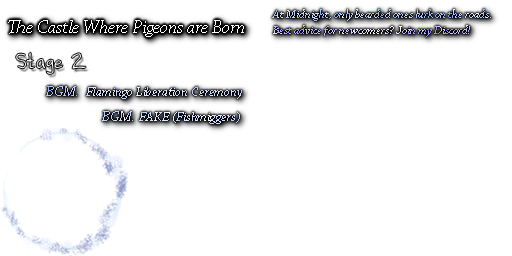 The Castle Where Pigeons are Born
Stage 2
BGM. Flamingo Liberation Ceremony
BGM. FAKE (Fishmiggers)
At Midnight, only bearded ones lurk on the roads.
Best advice for newcomers? Join my Discord!